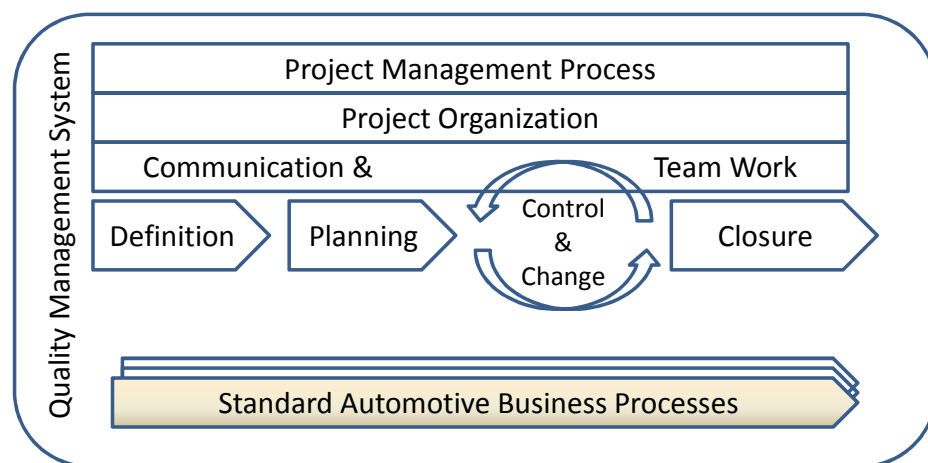 Quality Management System
Project Management Process
Project Organization
Communication & Team Work
Definition
Planning
Control
&
Change
Closure
Standard Automotive Business Processes